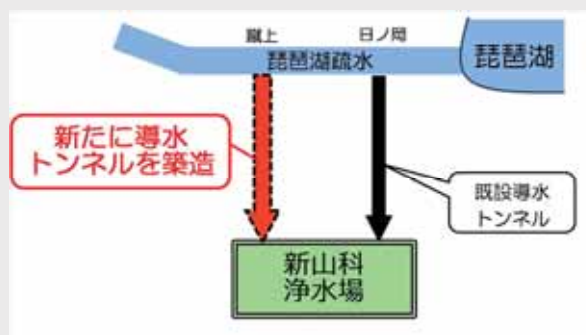 蹴上
日ノ岡
琵琶湖疏水
琵琶湖
新たに導水
トンネルを築造
既設導水
トンネル
新山科
浄水場